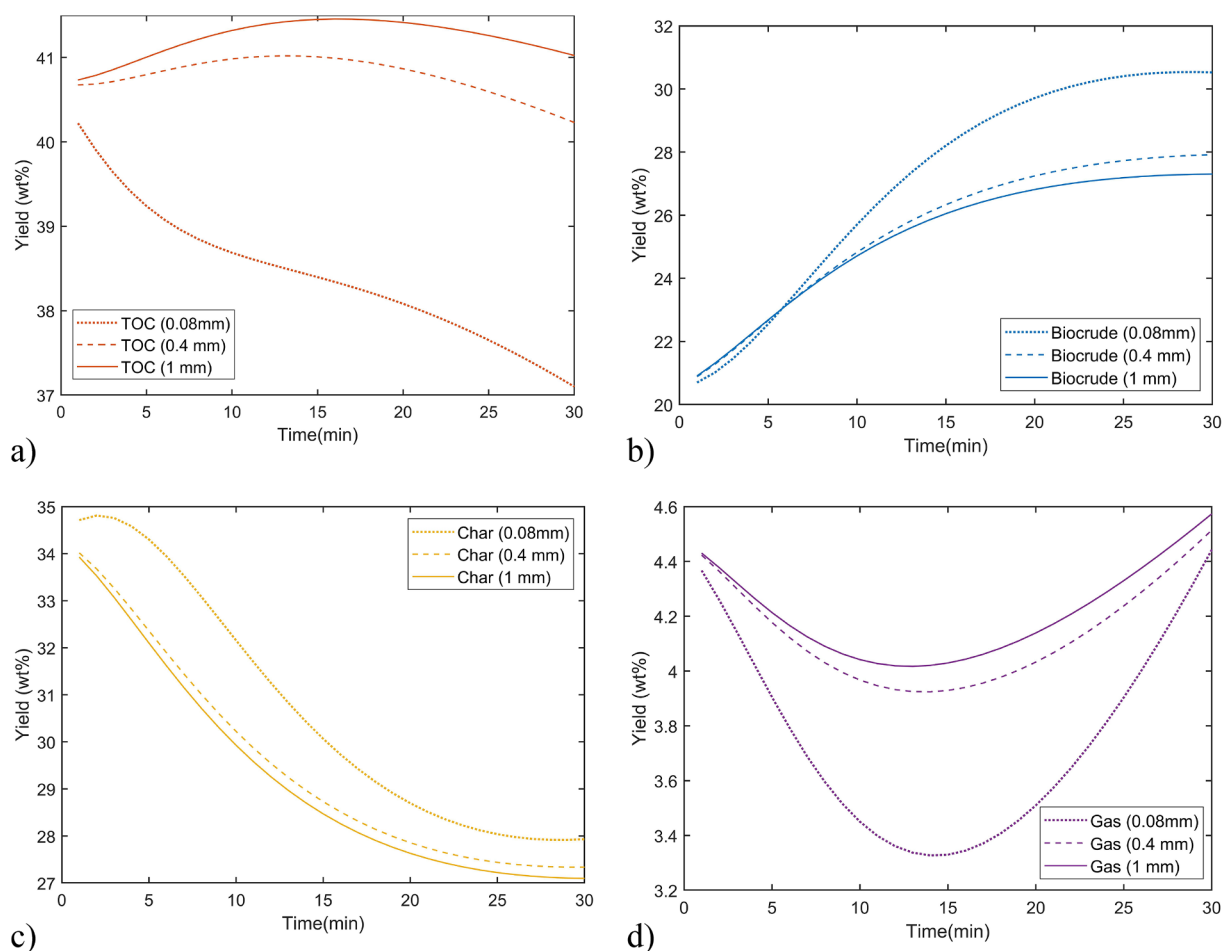 41
40
39
38
37
Yield (wt%)
TOC (0.08mm)
TOC (0.4 mm)
TOC (1 mm)
0 5 10 15 20 25 30
Time(min)
a)
32
30
28
26
24
22
20
Yield (wt%)
Biocrude (0.08mm)
Biocrude (0.4 mm)
Biocrude (1 mm)
0 5 10 15 20 25 30
Time(min)
b)
35
34
33
32
31
30
29
28
27
Yield (wt%)
Char (0.08mm)
Char (0.4 mm)
Char (1 mm)
0 5 10 15 20 25 30
Time(min)
c)
4.6
4.4
4.2
4
3.8
3.6
3.4
3.2
Yield (wt%)
Gas (0.08mm)
Gas (0.4 mm)
Gas (1 mm)
0 5 10 15 20 25 30
Time(min)
d)